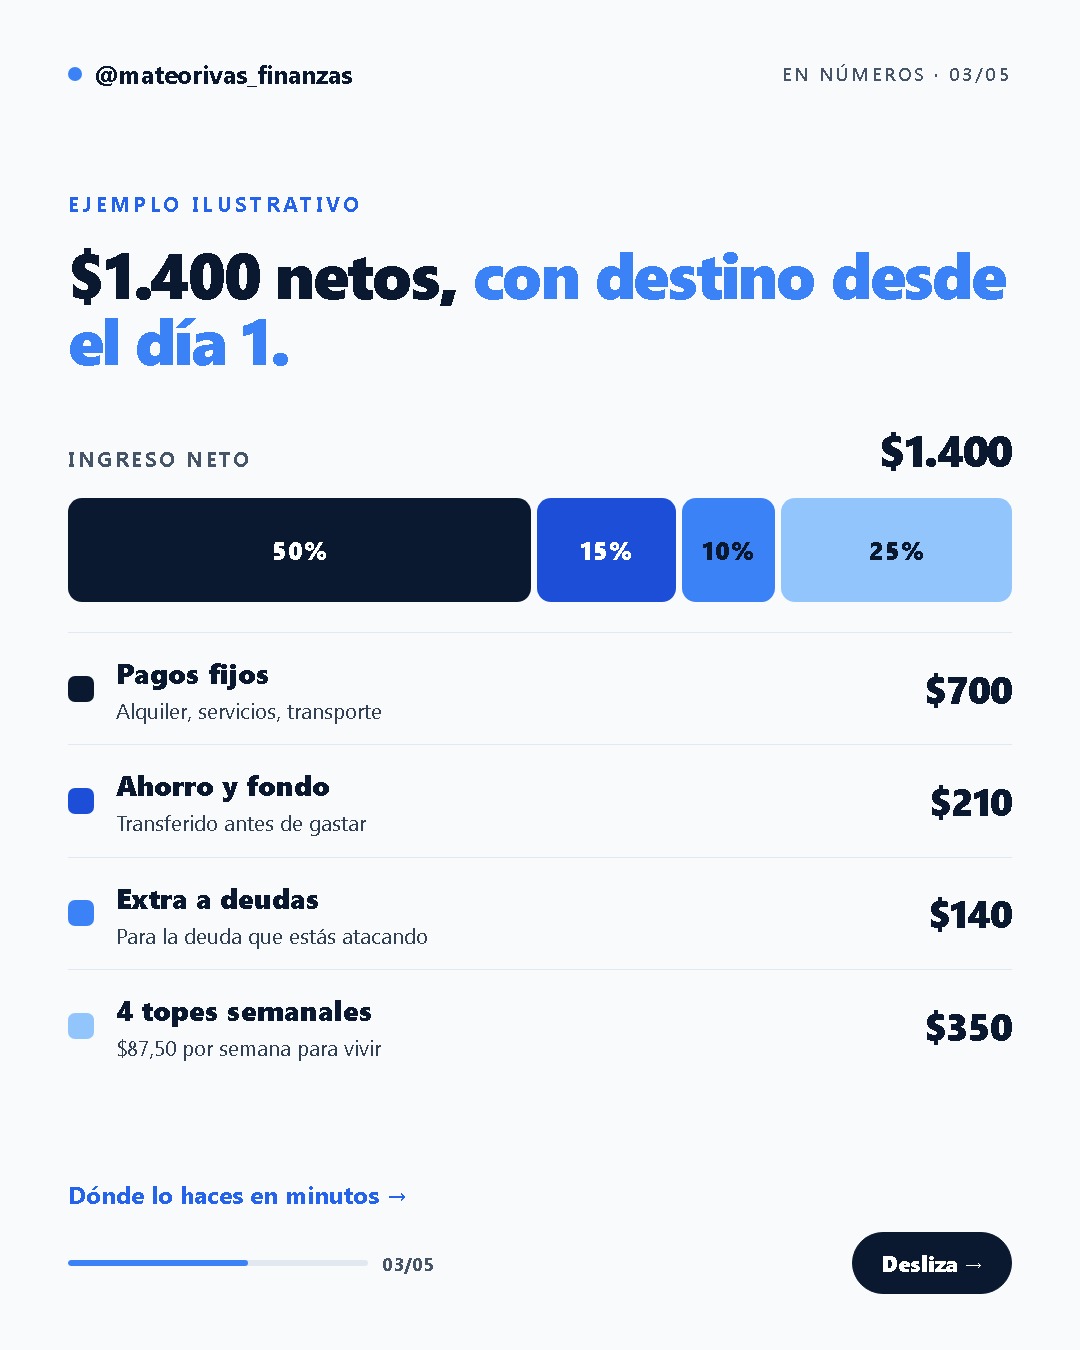 @mateorivas_finanzas
EN NÚMEROS · 03/05
EJEMPLO ILUSTRATIVO
$1.400 netos, con destino desde
el día 1.
INGRESO NETO
$1.400
50%
15%
10%
25%
Pagos fijos
Alquiler, servicios, transporte
$700
Ahorro y fondo
Transferido antes de gastar
$210
Extra a deudas
Para la deuda que estás atacando
$140
4 topes semanales
$87,50 por semana para vivir
$350
Dónde lo haces en minutos →
03/05
Desliza →